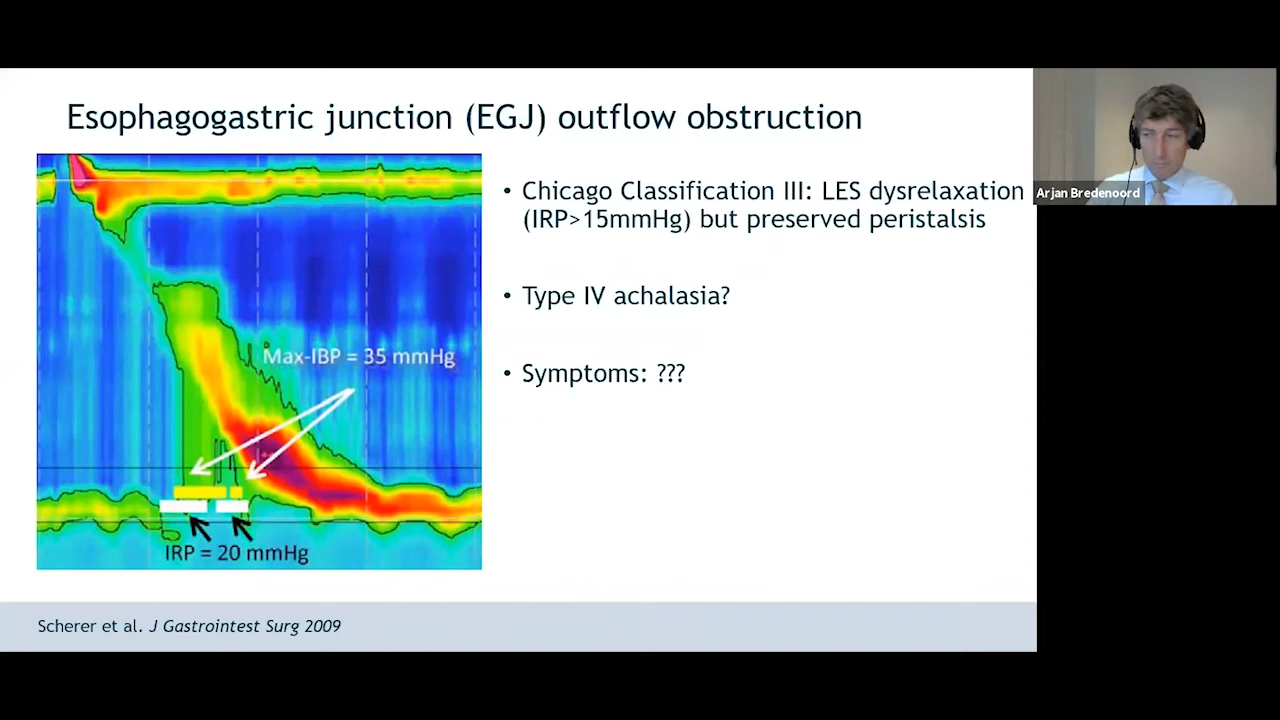 Esophagogastric junction (EGJ) outflow obstruction
• Chicago Classification III: LES dysrelaxation
(IRP>15mmHg) but preserved peristalsis
• Type IV achalasia?
• Symptoms: ???
Max-IBP = 35 mmHg
IRP = 20 mmHg
Scherer et al. J Gastrointest Surg 2009
Arjan Bredenoord